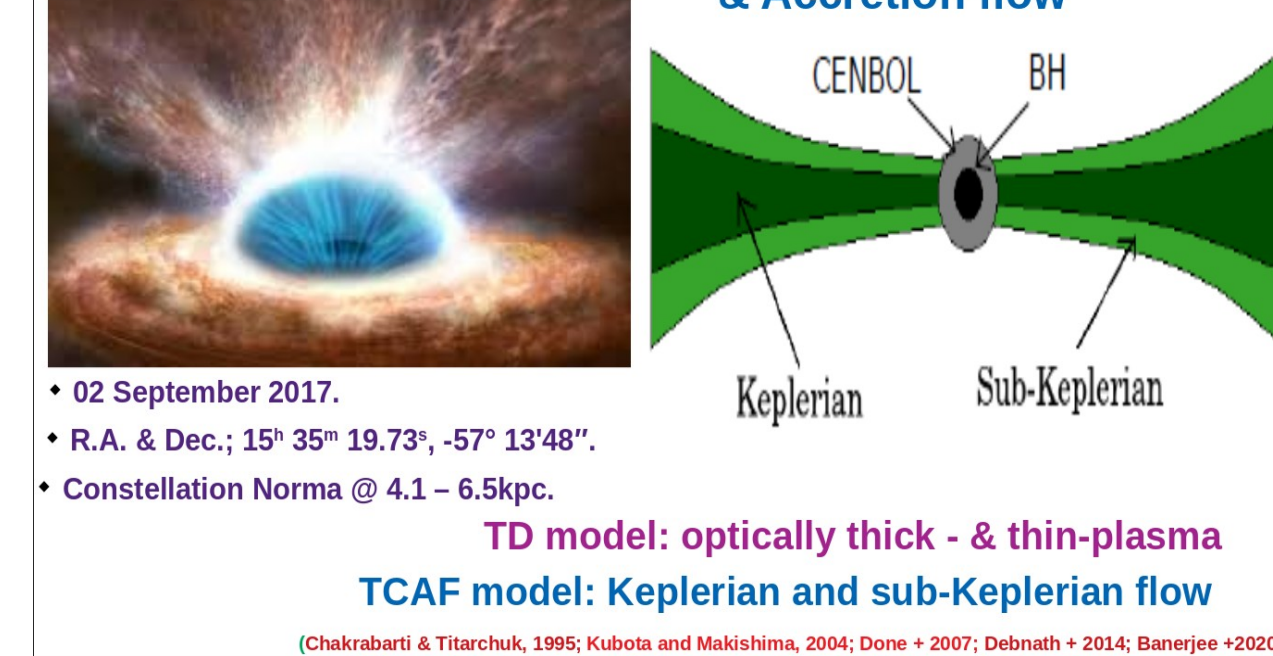 & Accretion flow
CENBOL
BH
Keplerian
Sub-Keplerian
02 September 2017.
R.A. & Dec.; 15ʰ 35ᵐ 19.73ˢ, -57° 13'48″.
Constellation Norma @ 4.1 – 6.5kpc.
TD model: optically thick - & thin-plasma
TCAF model: Keplerian and sub-Keplerian flow
(Chakrabarti & Titarchuk, 1995; Kubota and Makishima, 2004; Done + 2007; Debnath + 2014; Banerjee +2020